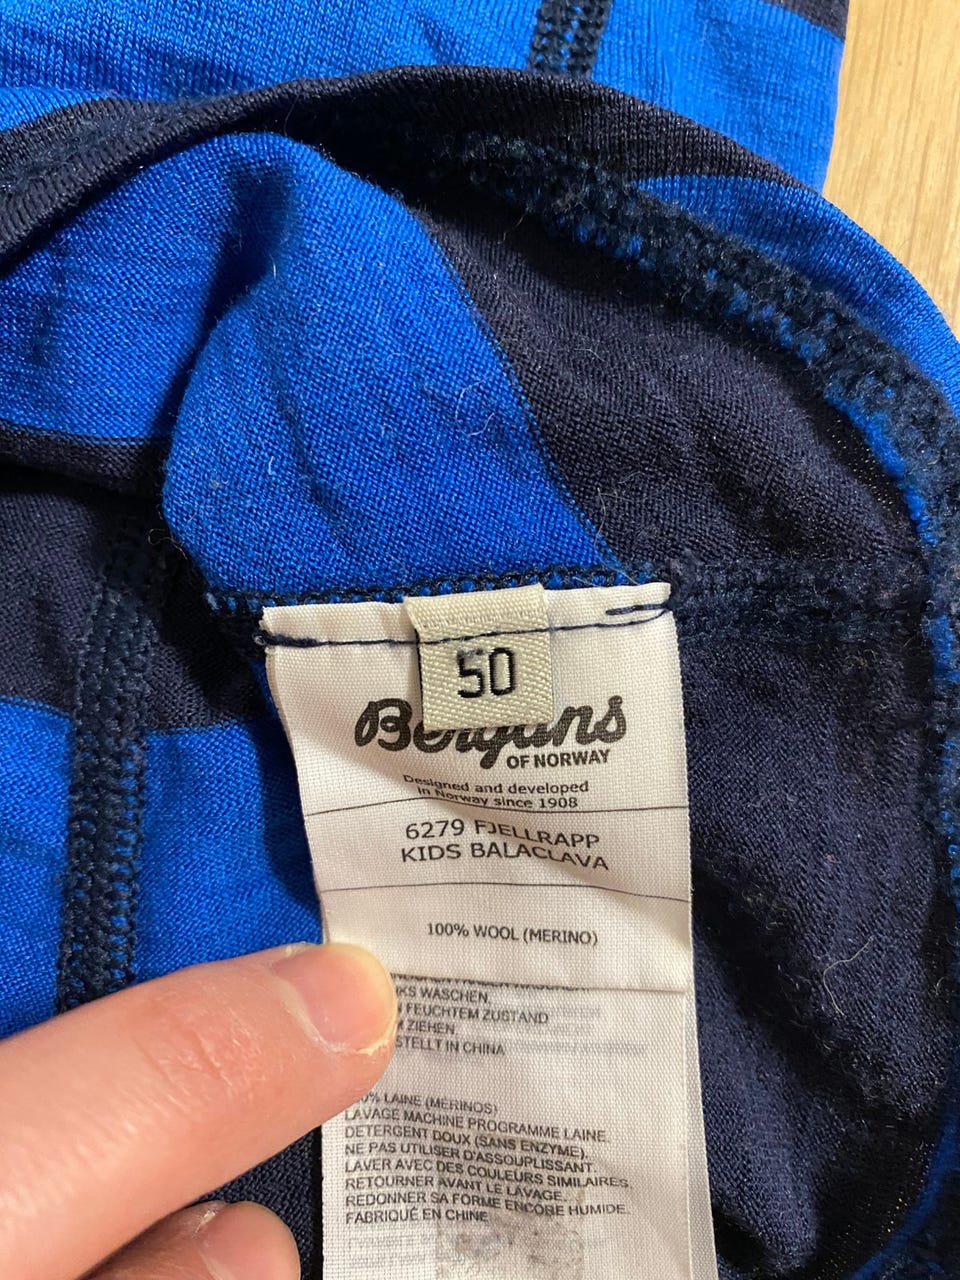 50
Bergans
OF NORWAY
Designed and developed
in Norway since 1908
6279 FJELLRAPP
KIDS BALACLAVA
100% WOOL (MERINO)
KS WASCHEN.
FEUCHTEM ZUSTAND
ZIEHEN.
STELLT IN CHINA
0% LAINE (MERINOS)
LAVAGE MACHINE PROGRAMME LAINE.
DETERGENT DOUX (SANS ENZYME).
NE PAS UTILISER D'ASSOUPLISSANT.
LAVER AVEC DES COULEURS SIMILAIRES.
RETOURNER AVANT LE LAVAGE.
REDONNER SA FORME ENCORE HUMIDE.
FABRIQUÉ EN CHINE